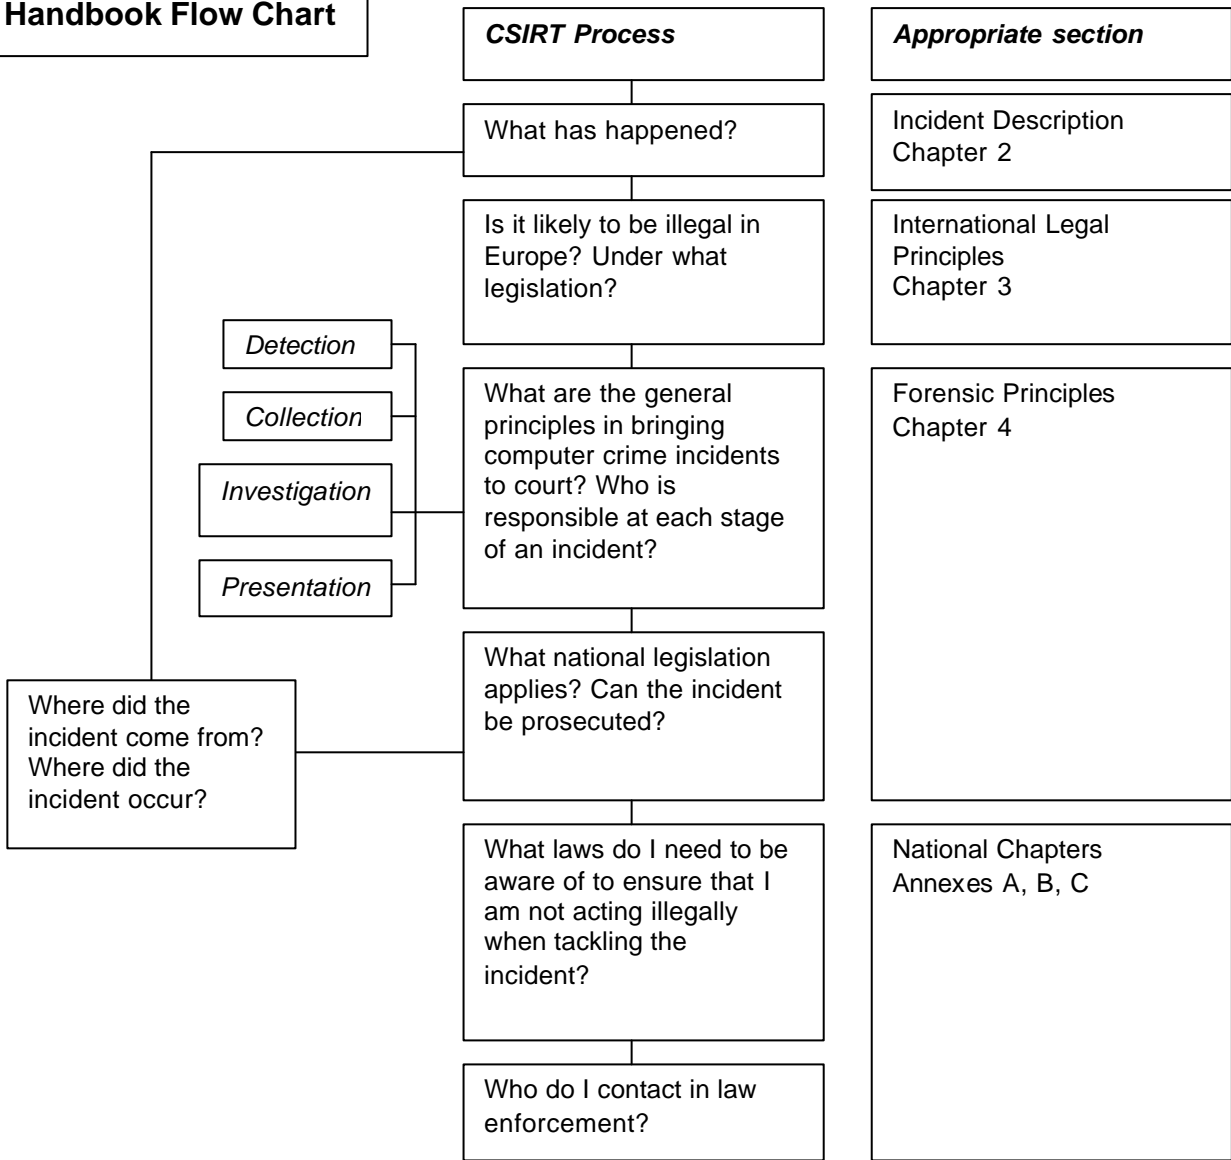 Handbook Flow Chart
CSIRT Process
Appropriate section
What has happened?
Incident Description
Chapter 2
Is it likely to be illegal in
Europe? Under what
legislation?
International Legal
Principles
Chapter 3
Detection
Collection
Investigation
Presentation
What are the general
principles in bringing
computer crime incidents
to court? Who is
responsible at each stage
of an incident?
Forensic Principles
Chapter 4
What national legislation
applies? Can the incident
be prosecuted?
Where did the
incident come from?
Where did the
incident occur?
What laws do I need to be
aware of to ensure that I
am not acting illegally
when tackling the
incident?
National Chapters
Annexes A, B, C
Who do I contact in law
enforcement?